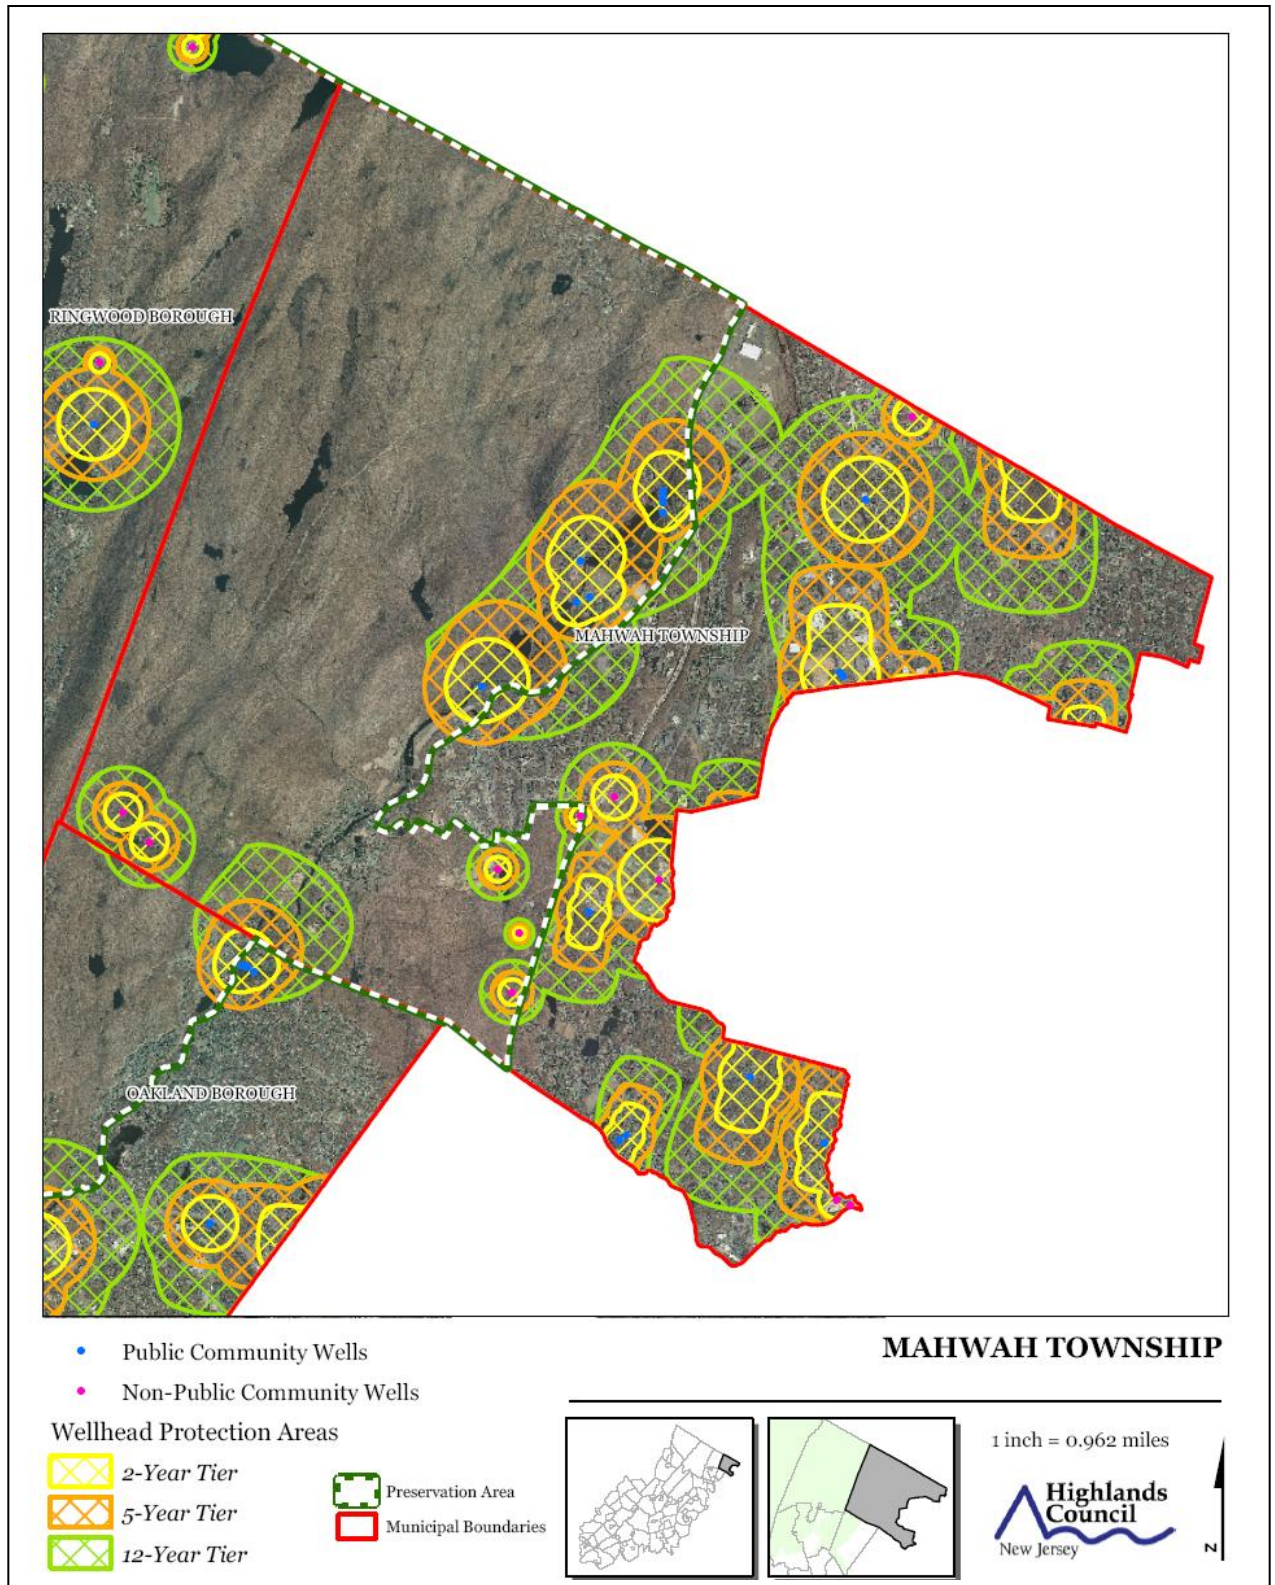 RINGWOOD BOROUGH
MAHWAH TOWNSHIP
OAKLAND BOROUGH
Public Community Wells
Non-Public Community Wells
Wellhead Protection Areas
2-Year Tier
5-Year Tier
12-Year Tier
Preservation Area
Municipal Boundaries
MAHWAH TOWNSHIP
1 inch = 0.962 miles
Highlands
Council
New Jersey
N